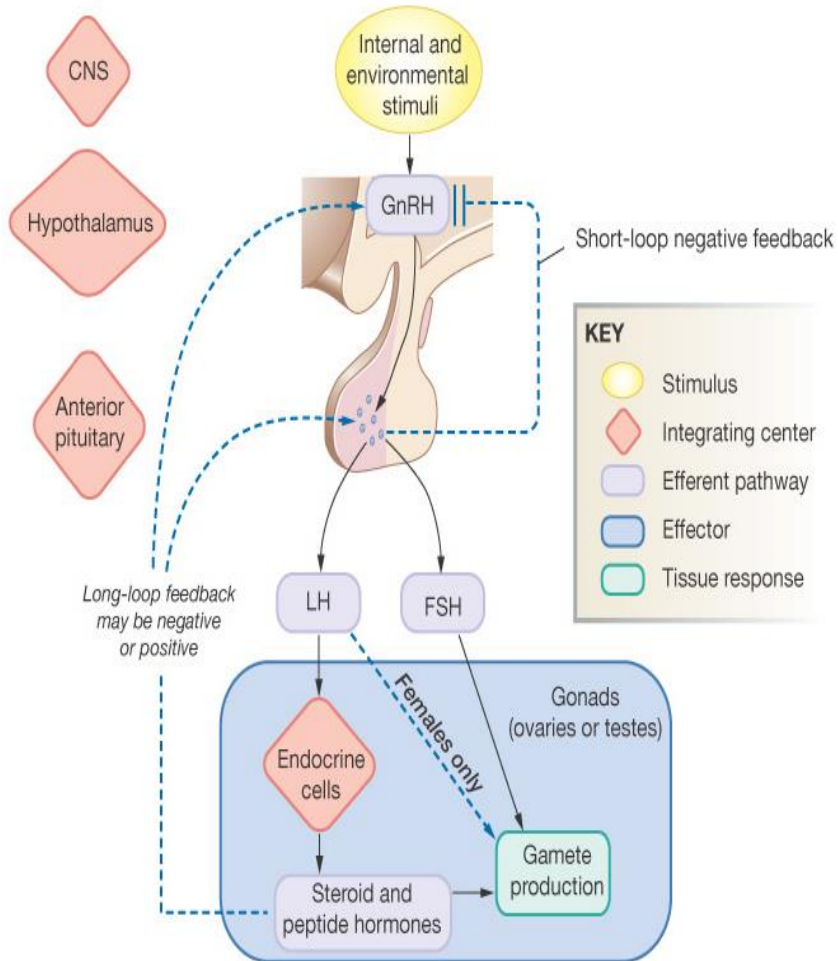 CNS
Internal and
environmental
stimuli
Hypothalamus
GnRH
Short-loop negative feedback
KEY
Stimulus
Integrating center
Efferent pathway
Effector
Tissue response
Anterior
pituitary
Long-loop feedback
may be negative
or positive
LH
FSH
Gonads
(ovaries or testes)
Females only
Endocrine
cells
Steroid and
peptide hormones
Gamete
production